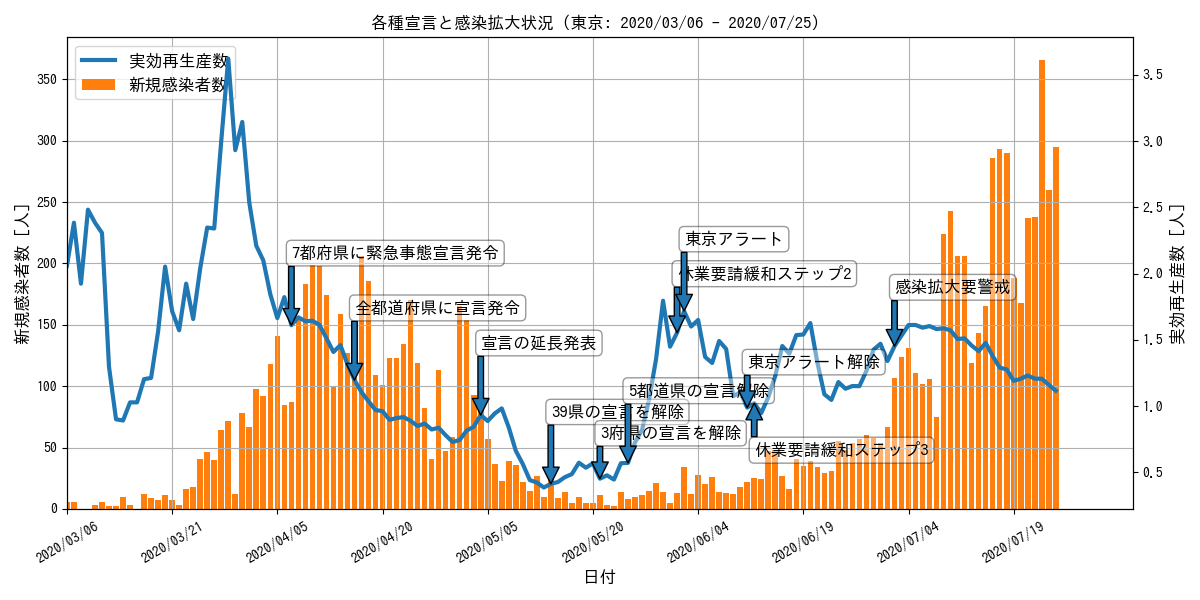 各種宣言と感染拡大状況 (東京: 2020/03/06 - 2020/07/25)
実効再生産数
新規感染者数
新規感染者数 [人]
350
300
250
200
150
100
50
0
3.5
3.0
2.5
2.0
1.5
1.0
0.5
実効再生産数 [人]
東京アラート
7都府県に緊急事態宣言発令
休業要請緩和ステップ2
感染拡大要警戒
全都道府県に宣言発令
宣言の延長発表
東京アラート解除
5都道県の宣言解除
39県の宣言を解除
3府県の宣言を解除
休業要請緩和ステップ3
2020/03/06
2020/03/21
2020/04/05
2020/04/20
2020/05/05
2020/05/20
2020/06/04
2020/06/19
2020/07/04
2020/07/19
日付